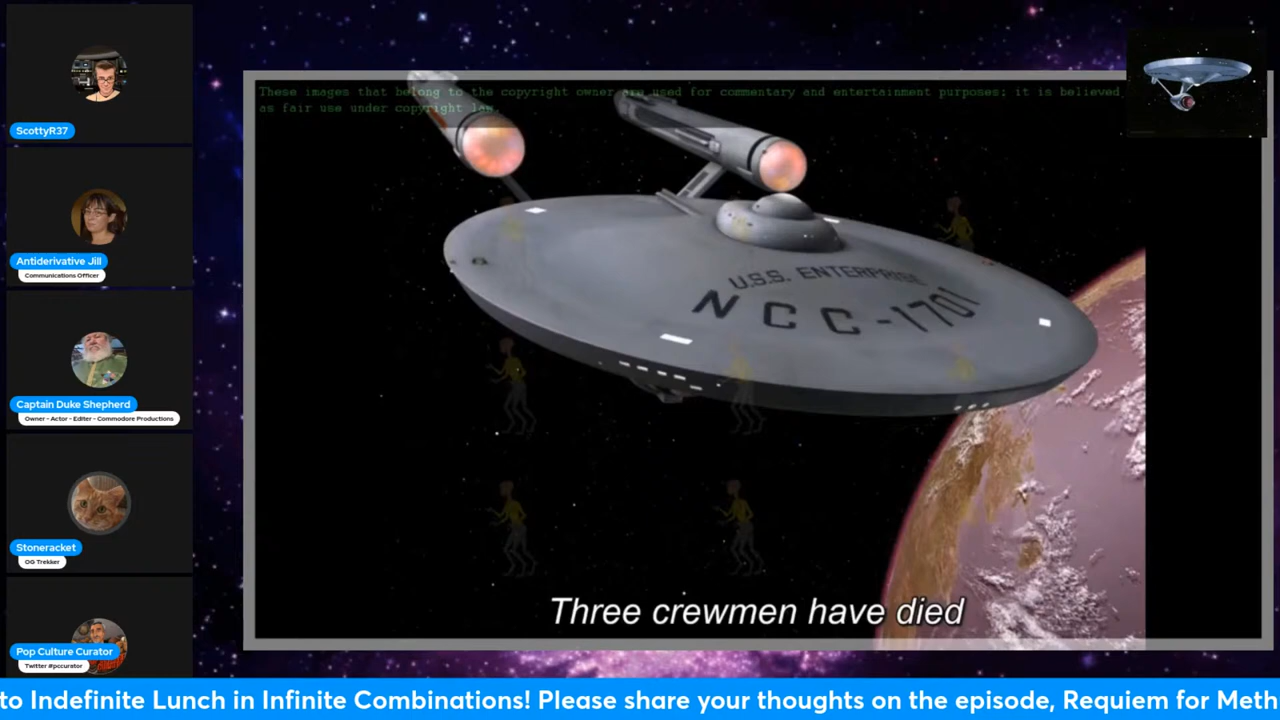 ScottyR37
Antiderivative Jill
Communications Officer
Captain Duke Shepherd
Owner - Actor - Editer - Commodore Productions
Stoneracket
OG Trekker
Pop Culture Curator
Twitter #pccurator
These images that belong to the copyright owner are used for commentary and entertainment purposes; it is believed
as fair use under copyright law.
U.S.S. ENTERPRISE
NCC-1701
Three crewmen have died
to Indefinite Lunch in Infinite Combinations! Please share your thoughts on the episode, Requiem for Meth